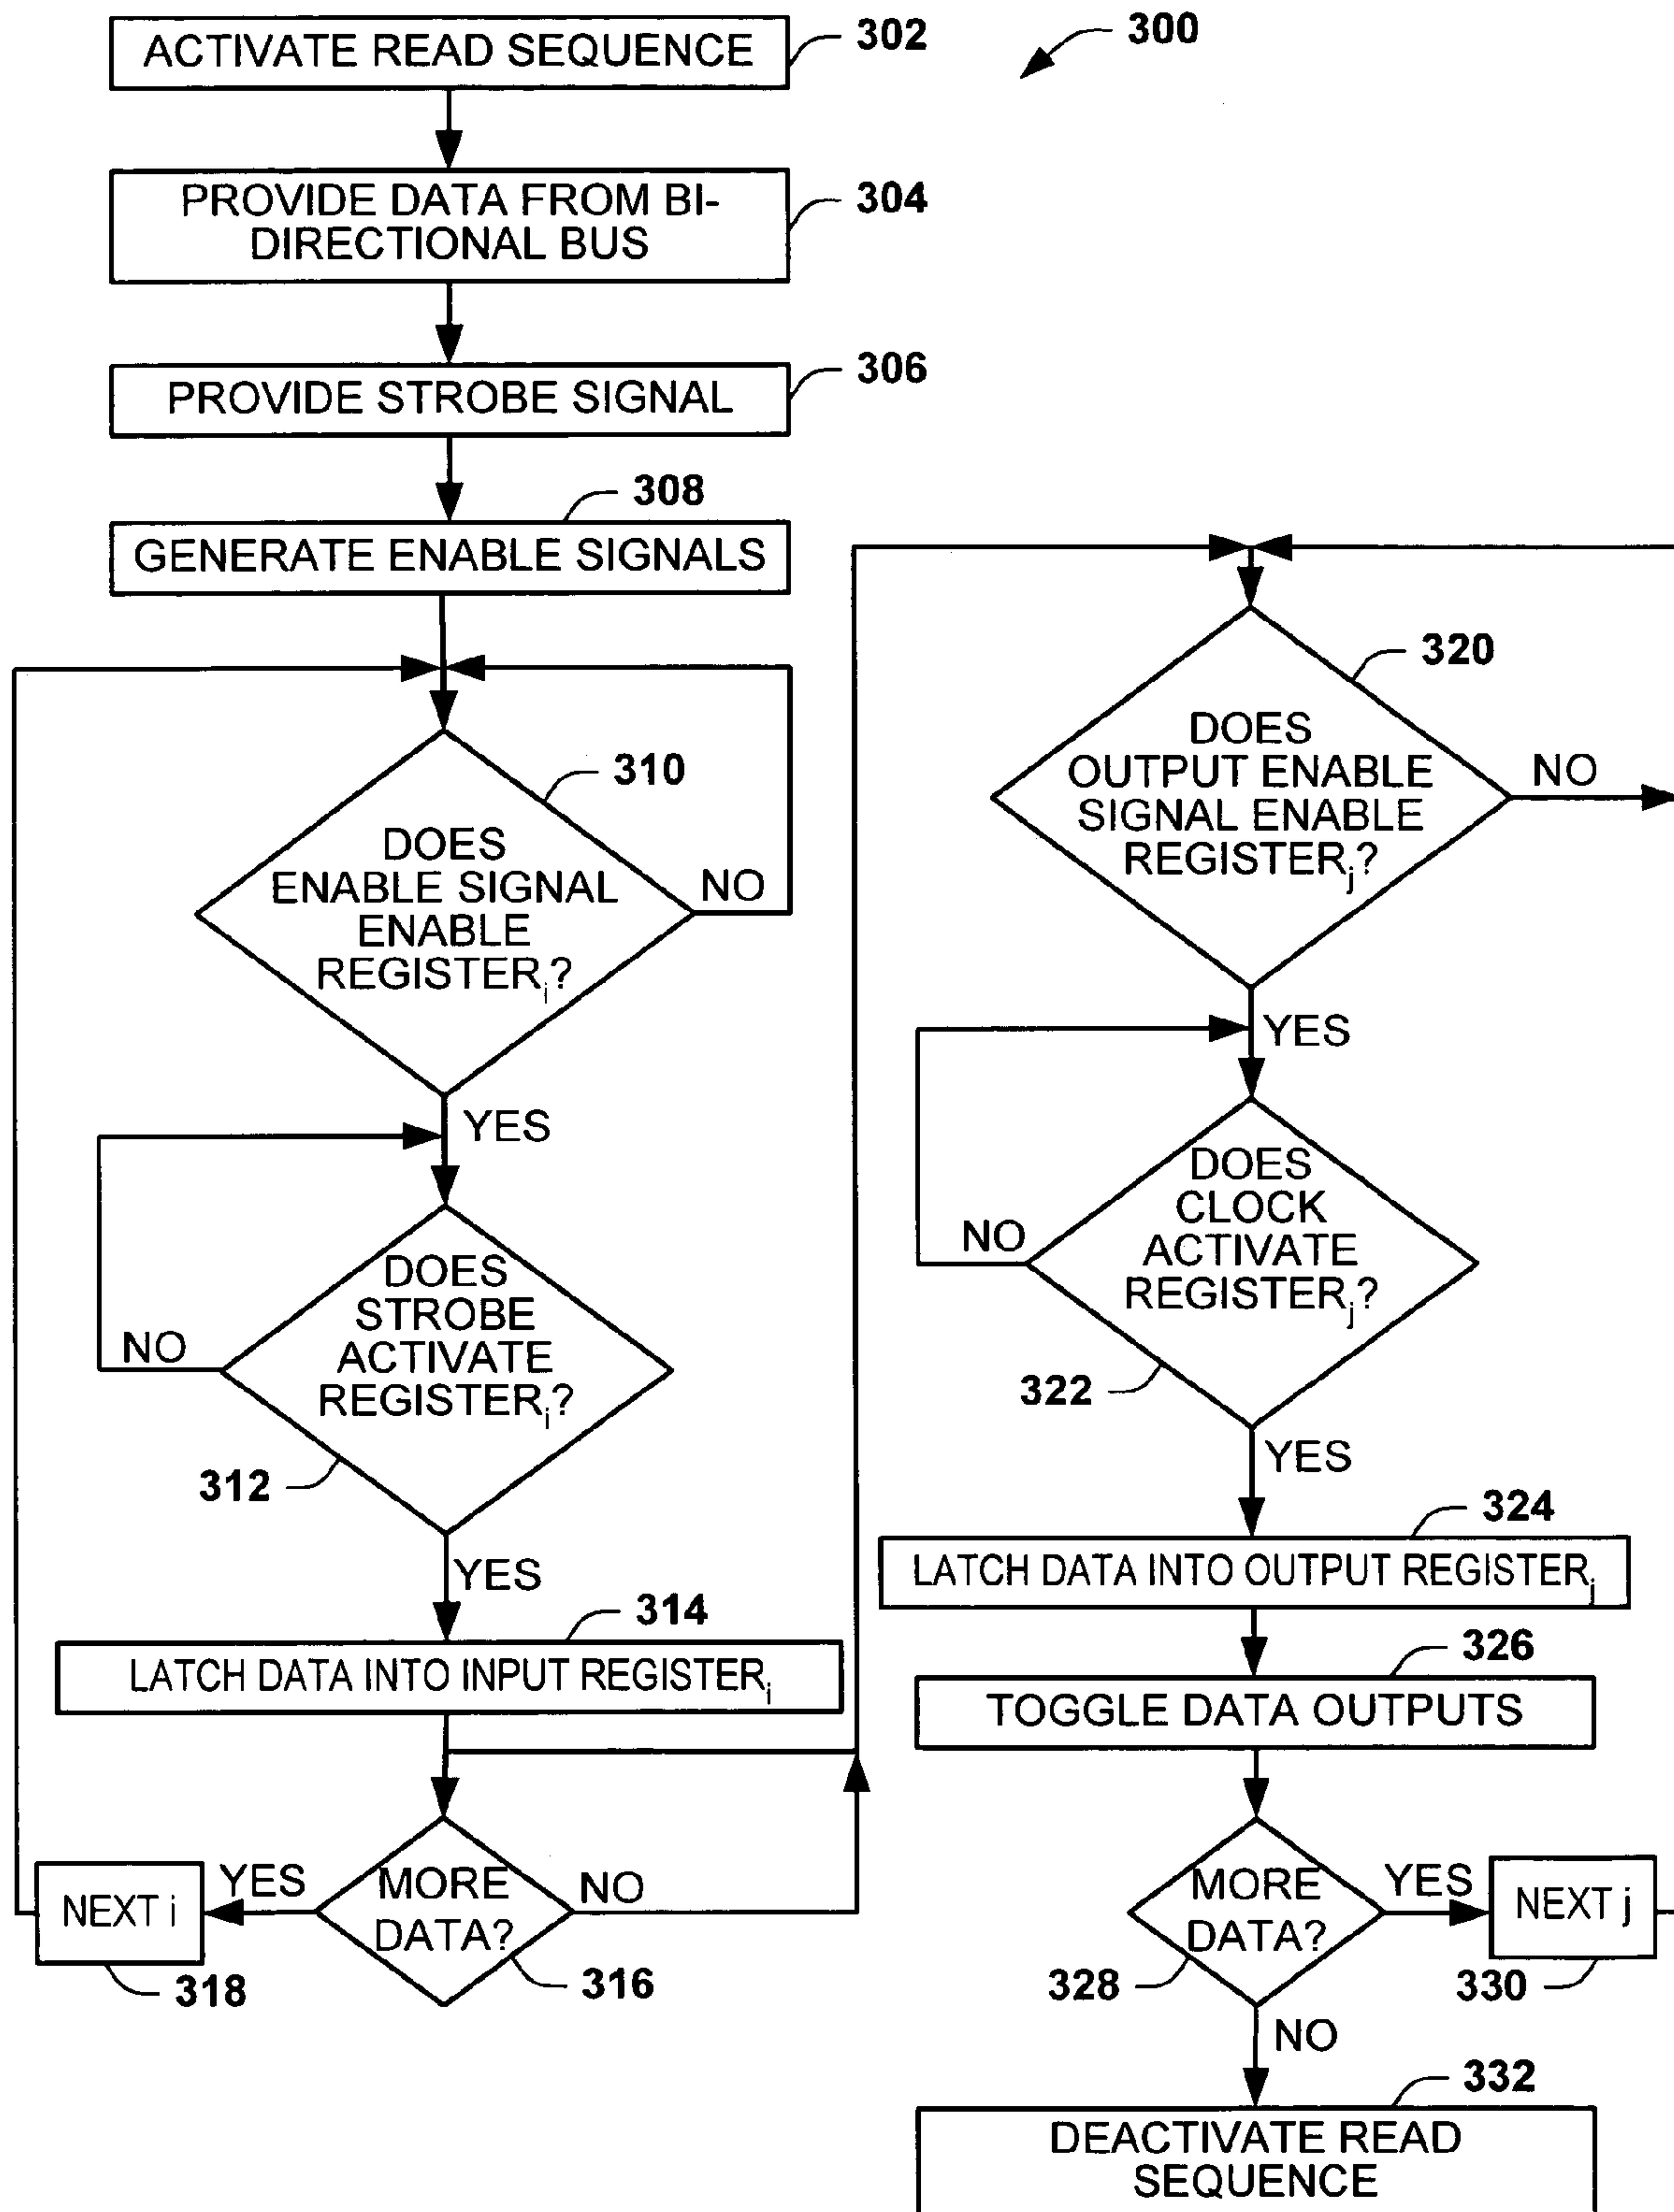 300
ACTIVATE READ SEQUENCE
302
PROVIDE DATA FROM BI-
DIRECTIONAL BUS
304
PROVIDE STROBE SIGNAL
306
308
GENERATE ENABLE SIGNALS
310
DOES
ENABLE SIGNAL
ENABLE
REGISTERi?
NO
YES
DOES
STROBE
ACTIVATE
REGISTERi?
NO
312
YES
314
LATCH DATA INTO INPUT REGISTERi
MORE
DATA?
316
YES
NO
NEXT i
318
320
DOES
OUTPUT ENABLE
SIGNAL ENABLE
REGISTERj?
NO
YES
DOES
CLOCK
ACTIVATE
REGISTERj?
NO
322
YES
324
LATCH DATA INTO OUTPUT REGISTERj
326
TOGGLE DATA OUTPUTS
MORE
DATA?
328
YES
NEXT j
330
NO
332
DEACTIVATE READ
SEQUENCE